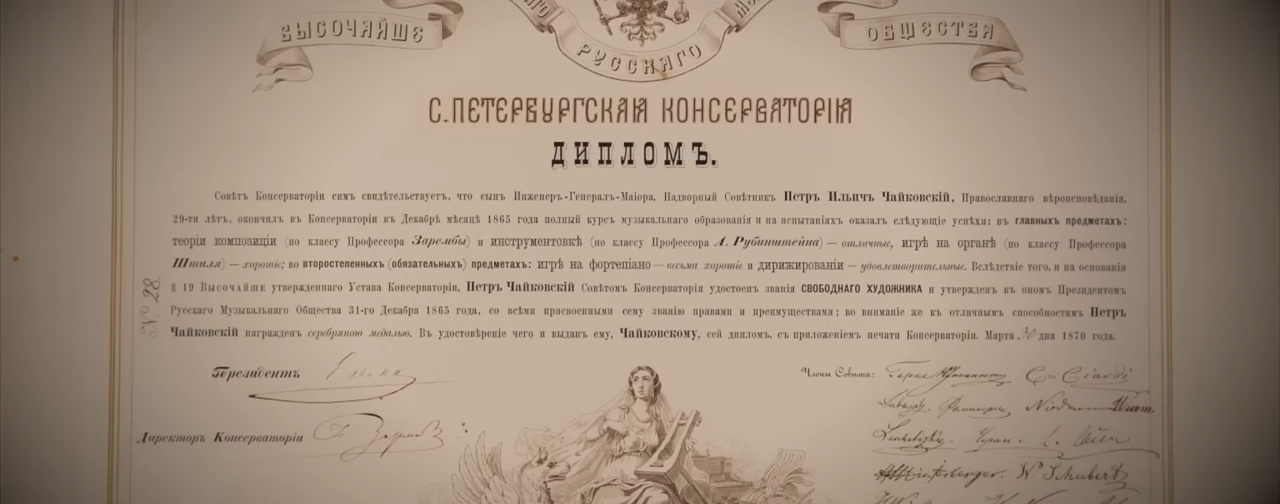 ВЫСОЧАЙШЕ
РУССКАГО
ОБЩЕСТВА
С.ПЕТЕРБУРГСКАЯ КОНСЕРВАТОРІЯ
ДИПЛОМЪ.
Совѣтъ Консерваторіи симъ свидѣтельствуетъ, что сынъ Инженеръ-Генералъ-Маіора, Надворный Совѣтникъ Петръ Ильичъ Чайковскій, Православнаго вѣроисповѣданія,
29-ти лѣтъ, окончилъ въ Консерваторіи въ Декабрѣ мѣсяцѣ 1865 года полный курсъ музыкальнаго образованія и на испытаніяхъ оказалъ слѣдующіе успѣхи: въ главныхъ предметахъ:
теоріи композиціи (по классу Профессора Зарембы) и инструментовкѣ (по классу Профессора А. Рубинштейна) — отличные, игрѣ на органѣ (по классу Профессора
Штиля) — хорошіе; во второстепенныхъ (обязательныхъ) предметахъ: игрѣ на фортепіано — весьма хорошіе и дирижированіи — удовлетворительные. Вслѣдствіе того, и на основаніи
§ 19 Высочайше утвержденнаго Устава Консерваторіи, Петръ Чайковскій Совѣтомъ Консерваторіи удостоенъ званія СВОБОДНАГО ХУДОЖНИКА и утвержденъ въ ономъ Президентомъ
Русскаго Музыкальнаго Общества 31-го Декабря 1865 года, со всѣми присвоенными сему званію правами и преимуществами; во вниманіе же къ отличнымъ способностямъ Петръ
Чайковскій награжденъ серебряною медалью. Въ удостовѣреніе чего и выданъ ему, Чайковскому, сей дипломъ, съ приложеніемъ печати Консерваторіи. Марта 30 дня 1870 года.
№ 28.
Президентъ Елена
Члены Совѣта: C. Ciardi
Директоръ Консерваторіи
W Schubert